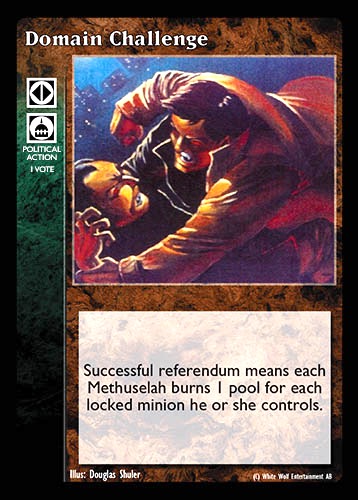 Domain Challenge
POLITICAL
ACTION
1 VOTE
Successful referendum means each
Methuselah burns 1 pool for each
locked minion he or she controls.
Illus: Douglas Shuler
(C) White Wolf Entertainment AB